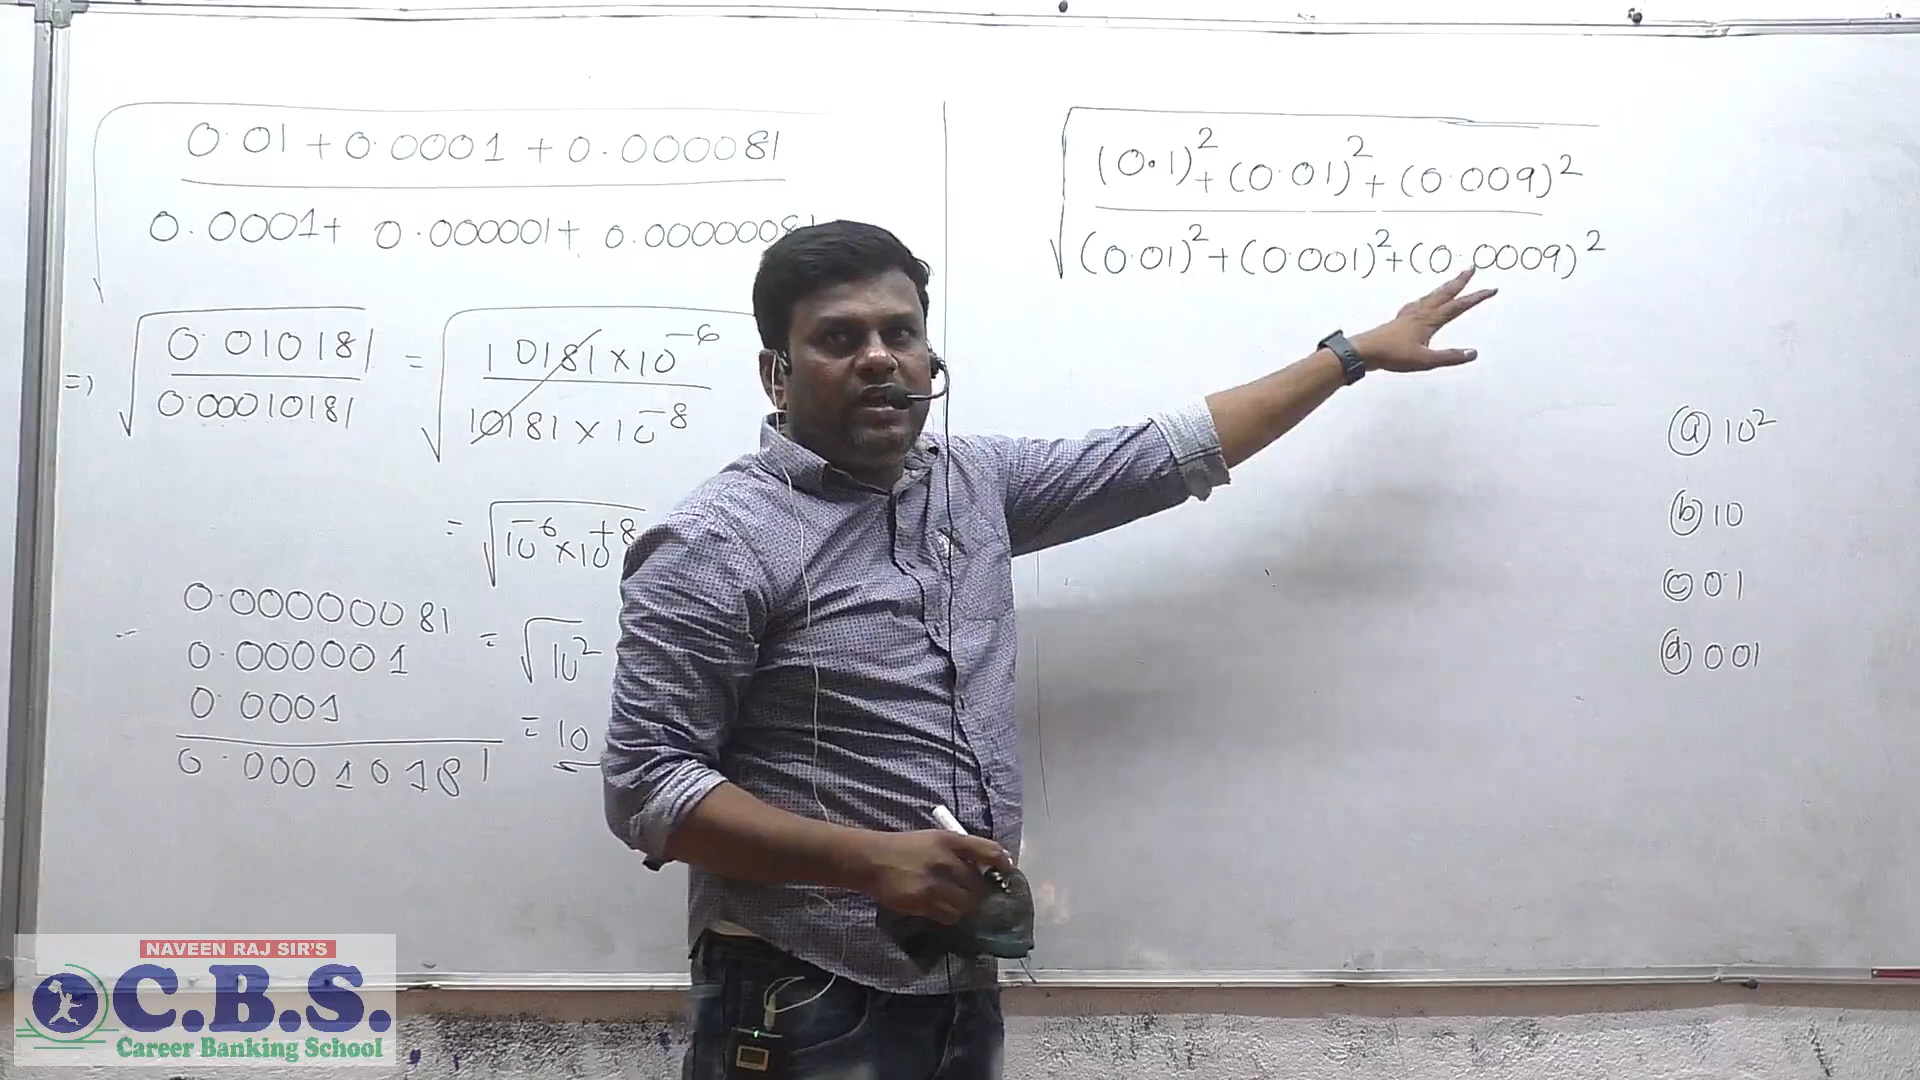 0.01 + 0.0001 + 0.000081
0.0001 + 0.000001 + 0.00000081
=> √ 0.010181 / 0.00010181 = √ 10181 × 10⁻⁶ / 10181 × 10⁻⁸
= √ 10⁻⁶ × 10⁺⁸
0.00000081
0.000001
0.0001
0.00010181
= √ 10²
= 10
√ (0.1)² + (0.01)² + (0.009)²
(0.01)² + (0.001)² + (0.0009)²
(a) 10²
(b) 10
(c) 0.1
(d) 0.01
NAVEEN RAJ SIR'S
C.B.S.
Career Banking School